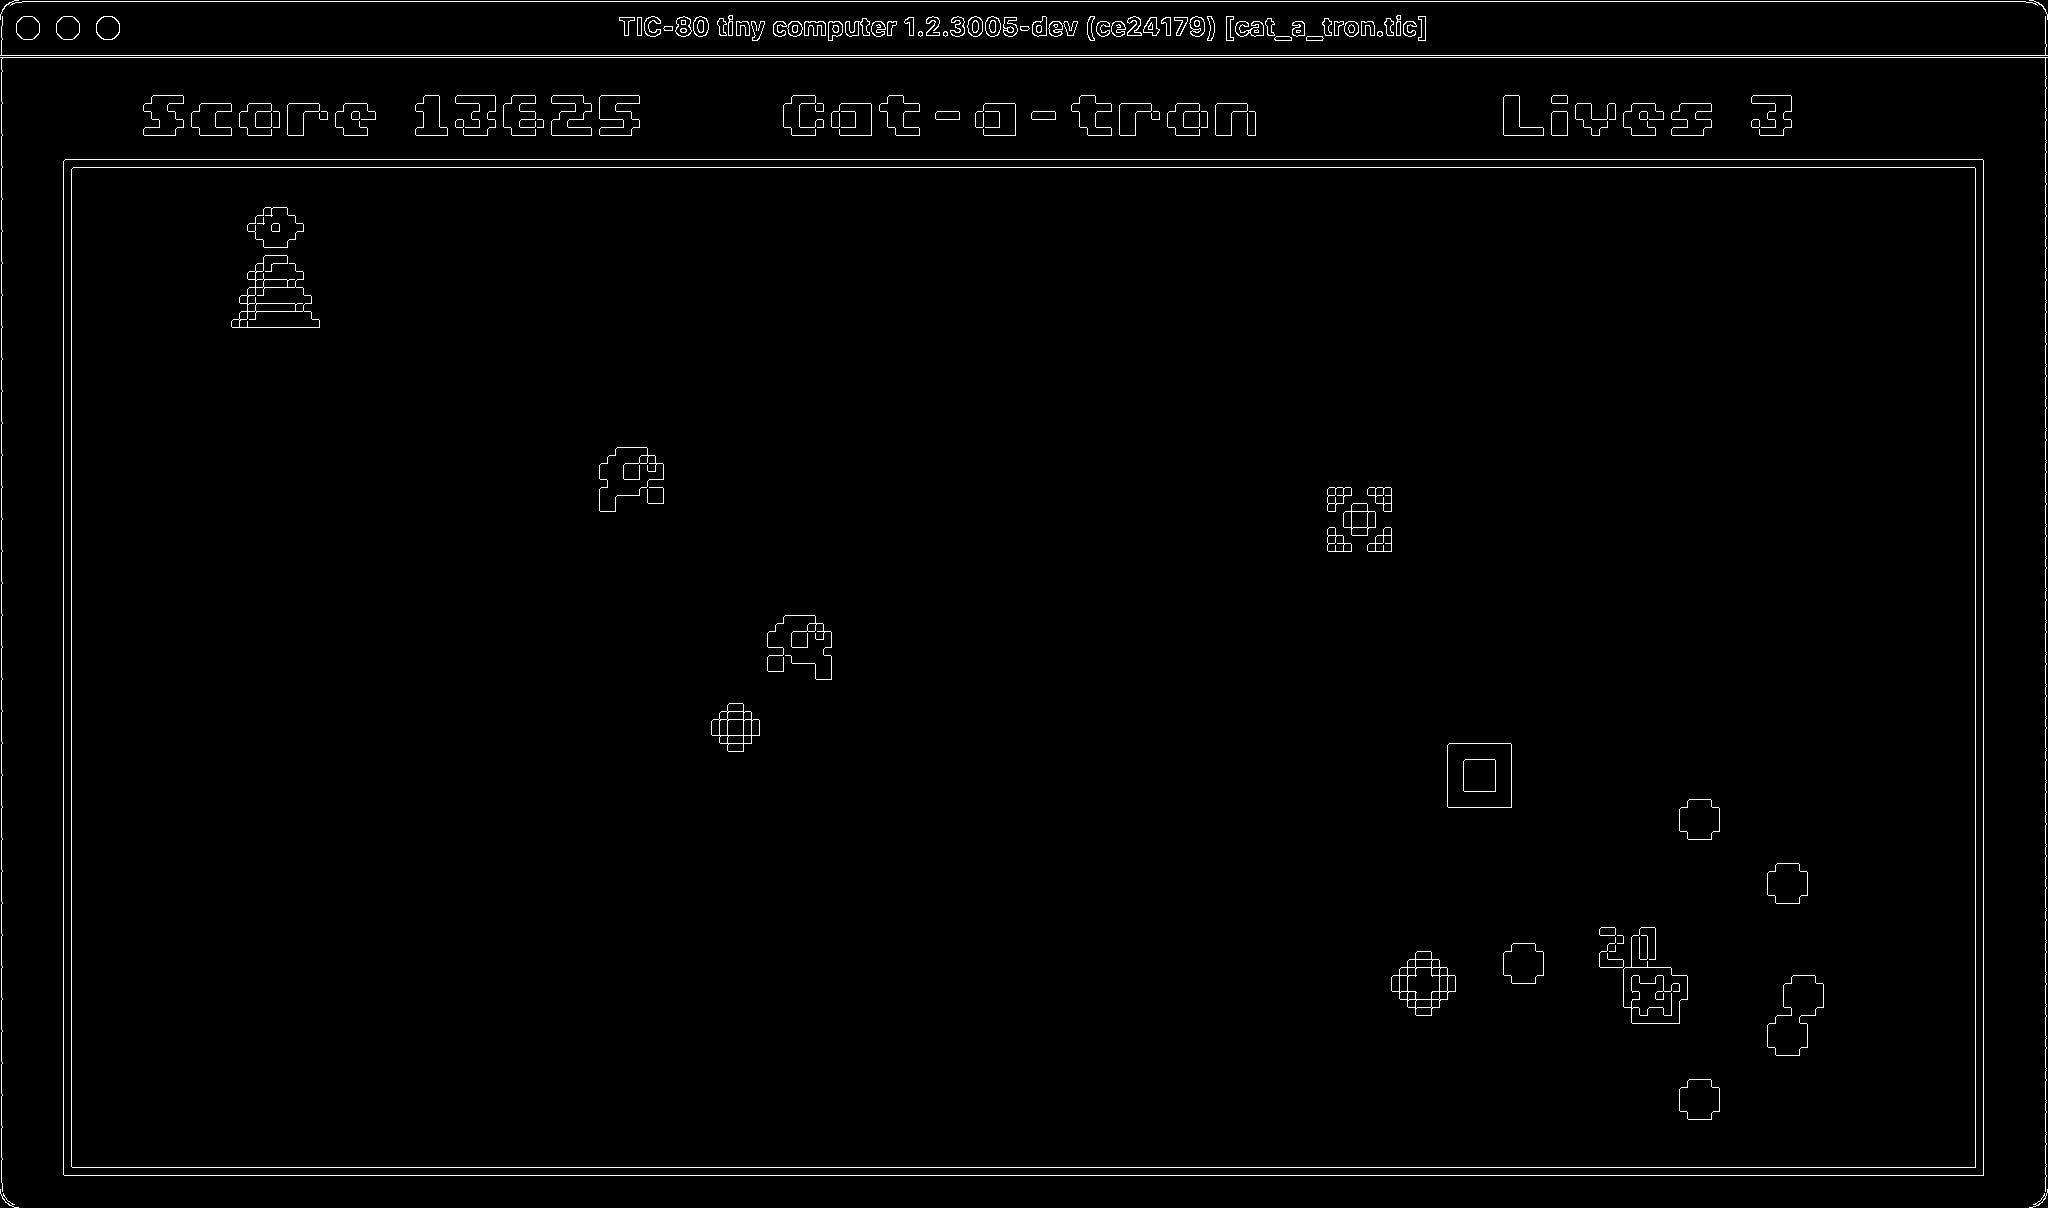 TIC-80 tiny computer 1.2.3005-dev (ce24179) [cat_a_tron.tic]
Score 13625 Cat-a-tron Lives 3
20